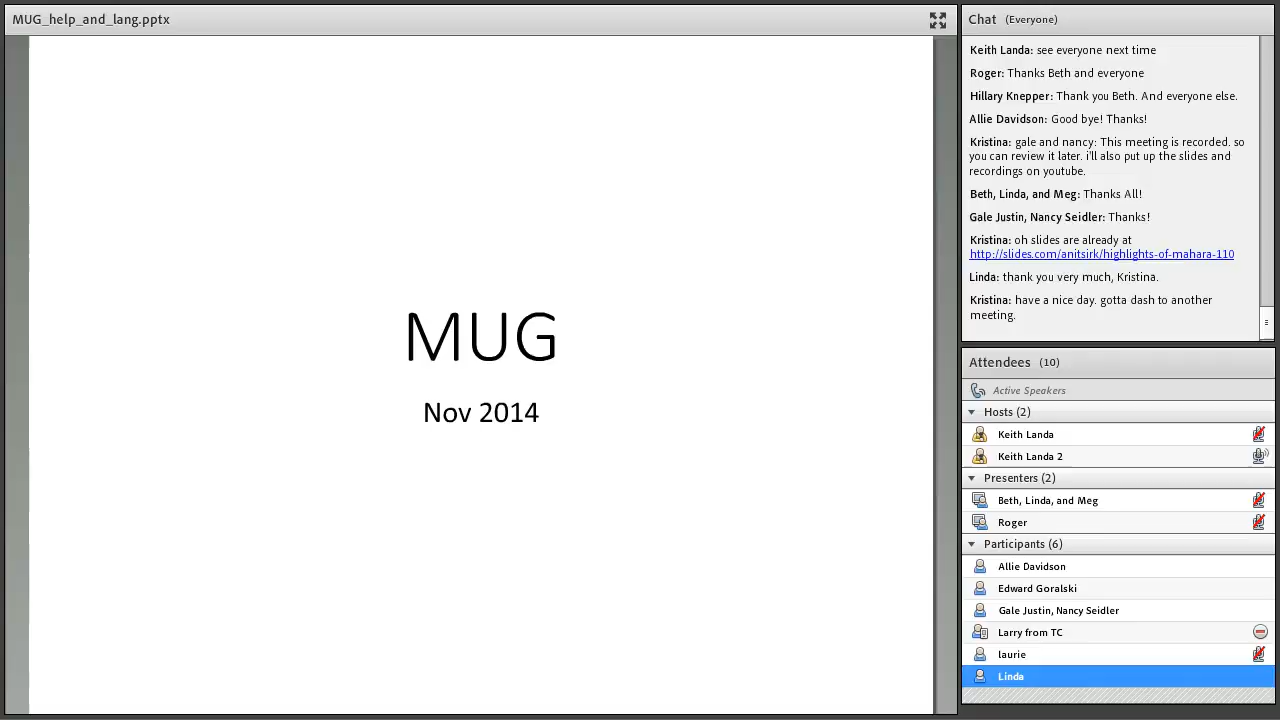 MUG_help_and_lang.pptx
MUG
Nov 2014
Chat (Everyone)
Keith Landa: see everyone next time
Roger: Thanks Beth and everyone
Hillary Knepper: Thank you Beth. And everyone else.
Allie Davidson: Good bye! Thanks!
Kristina: gale and nancy: This meeting is recorded. so
you can review it later. i'll also put up the slides and
recordings on youtube.
Beth, Linda, and Meg: Thanks All!
Gale Justin, Nancy Seidler: Thanks!
Kristina: oh slides are already at
http://slides.com/anitsirk/highlights-of-mahara-110
Linda: thank you very much, Kristina.
Kristina: have a nice day. gotta dash to another
meeting.
Attendees (10)
Active Speakers
Hosts (2)
Keith Landa
Keith Landa 2
Presenters (2)
Beth, Linda, and Meg
Roger
Participants (6)
Allie Davidson
Edward Goralski
Gale Justin, Nancy Seidler
Larry from TC
laurie
Linda